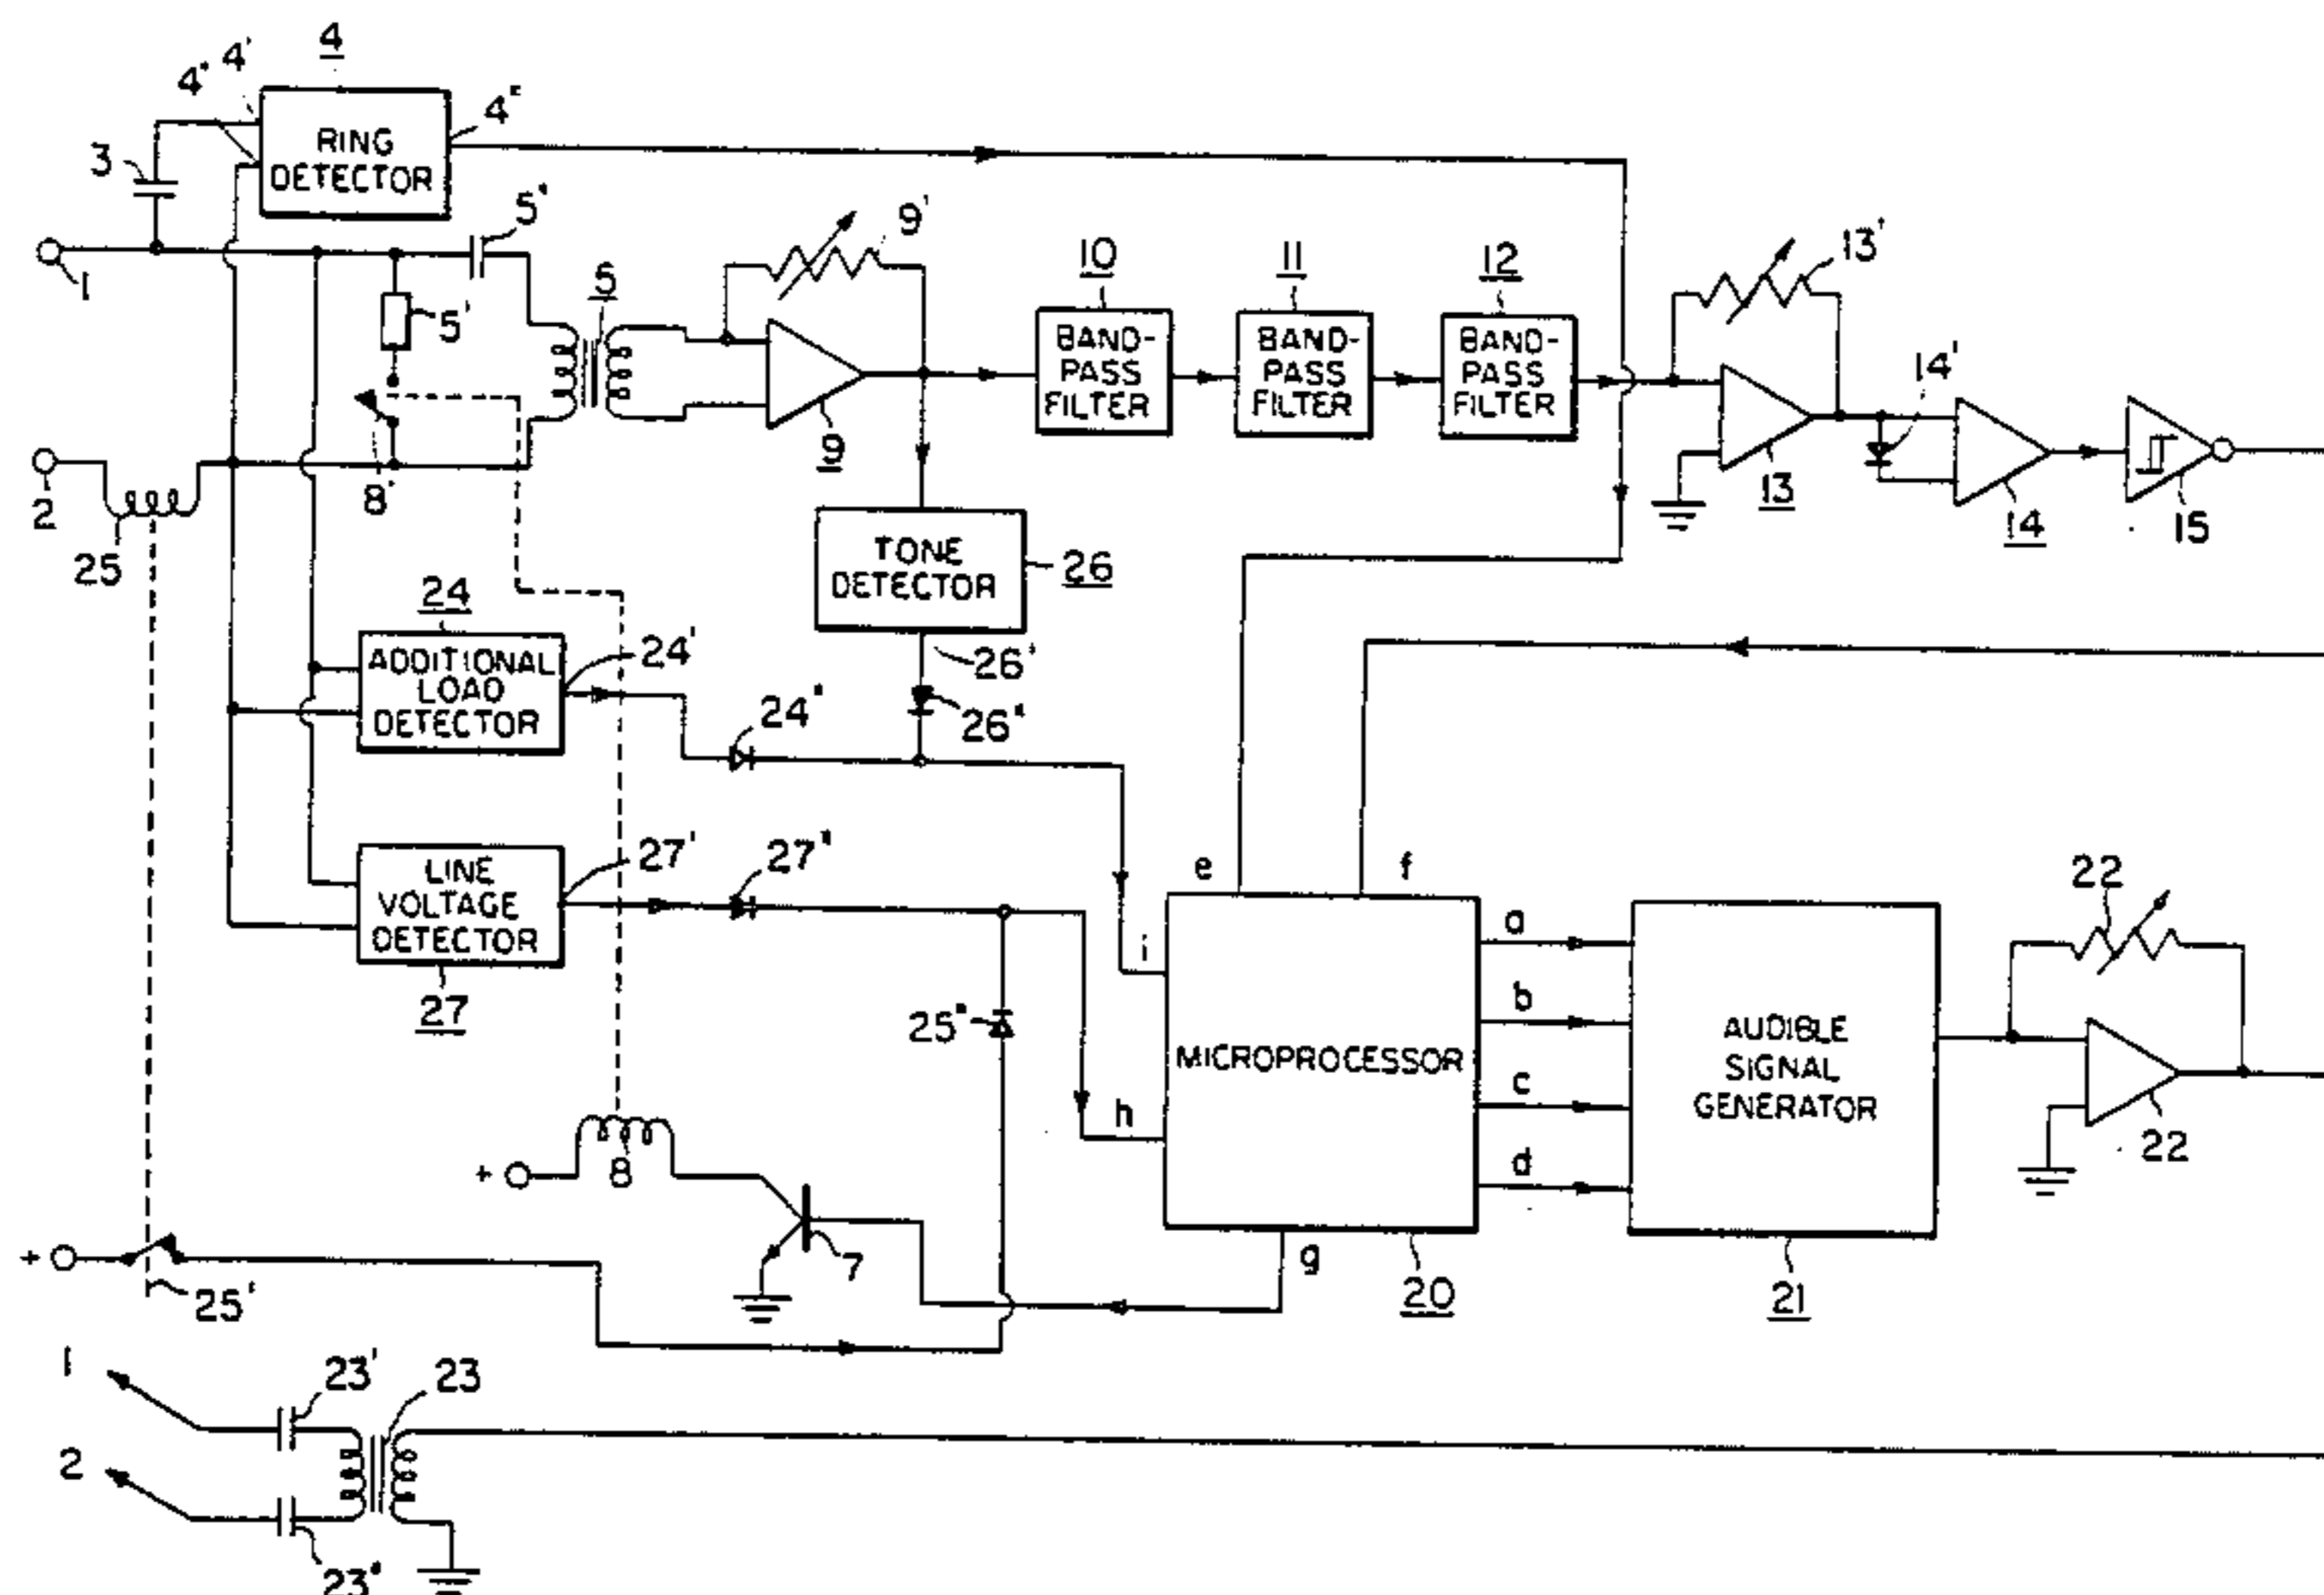 4
4" 4'
4"
RING
DETECTOR
3
5"
9'
1
5'
5
10
11
12
13'
BAND-
PASS
FILTER
BAND-
PASS
FILTER
BAND-
PASS
FILTER
14'
9
8'
2
25
13
14
15
TONE
DETECTOR
26
24
ADDITIONAL
LOAD
DETECTOR
24'
26'
24"
26"
LINE
VOLTAGE
DETECTOR
27'
27"
27
e
f
i
h
g
25"
MICROPROCESSOR
20
a
b
c
d
AUDIBLE
SIGNAL
GENERATOR
21
22
22
+
8
7
+
25'
1
23'
23
2
23"